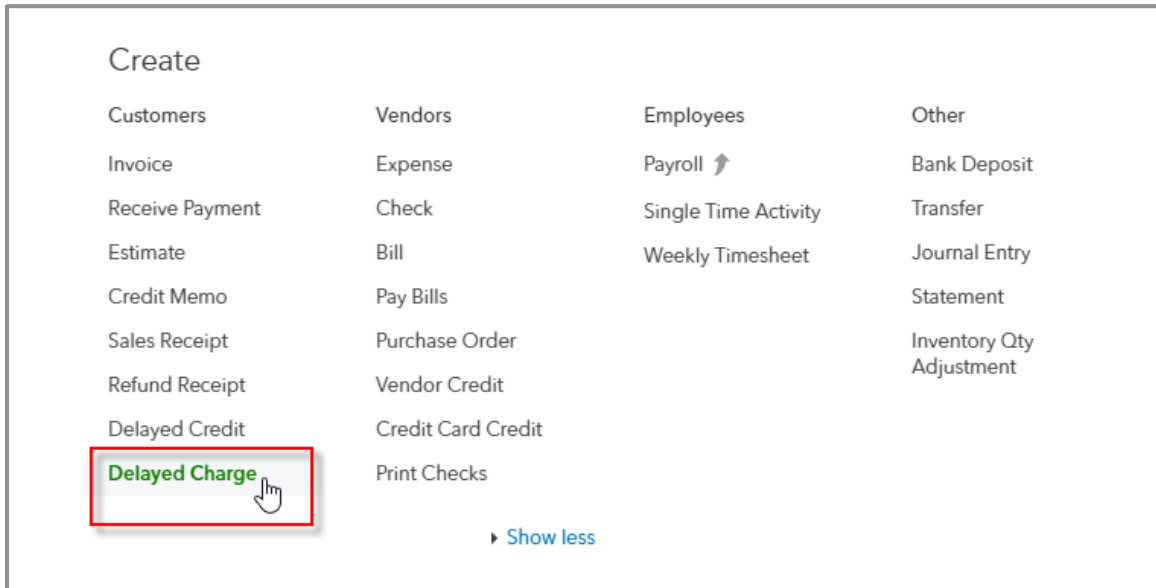 Create
Customers
Invoice
Receive Payment
Estimate
Credit Memo
Sales Receipt
Refund Receipt
Delayed Credit
Delayed Charge
Vendors
Expense
Check
Bill
Pay Bills
Purchase Order
Vendor Credit
Credit Card Credit
Print Checks
Employees
Payroll
Single Time Activity
Weekly Timesheet
Other
Bank Deposit
Transfer
Journal Entry
Statement
Inventory Qty
Adjustment
Show less